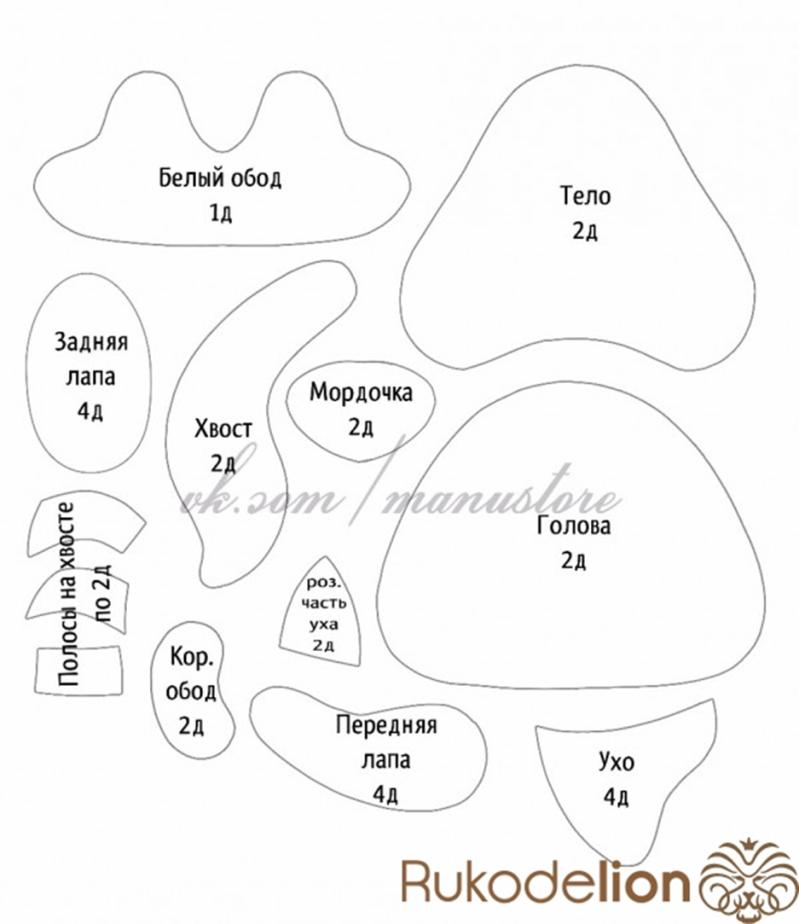 Белый обод
1д
Тело
2д
Задняя
лапа
4д
Хвост
2д
Мордочка
2д
vk.com/manustore
Голова
2д
Полосы на хвосте
по 2д
роз.
часть
уха
2д
Кор.
обод
2д
Передняя
лапа
4д
Ухо
4д
Rukodelion